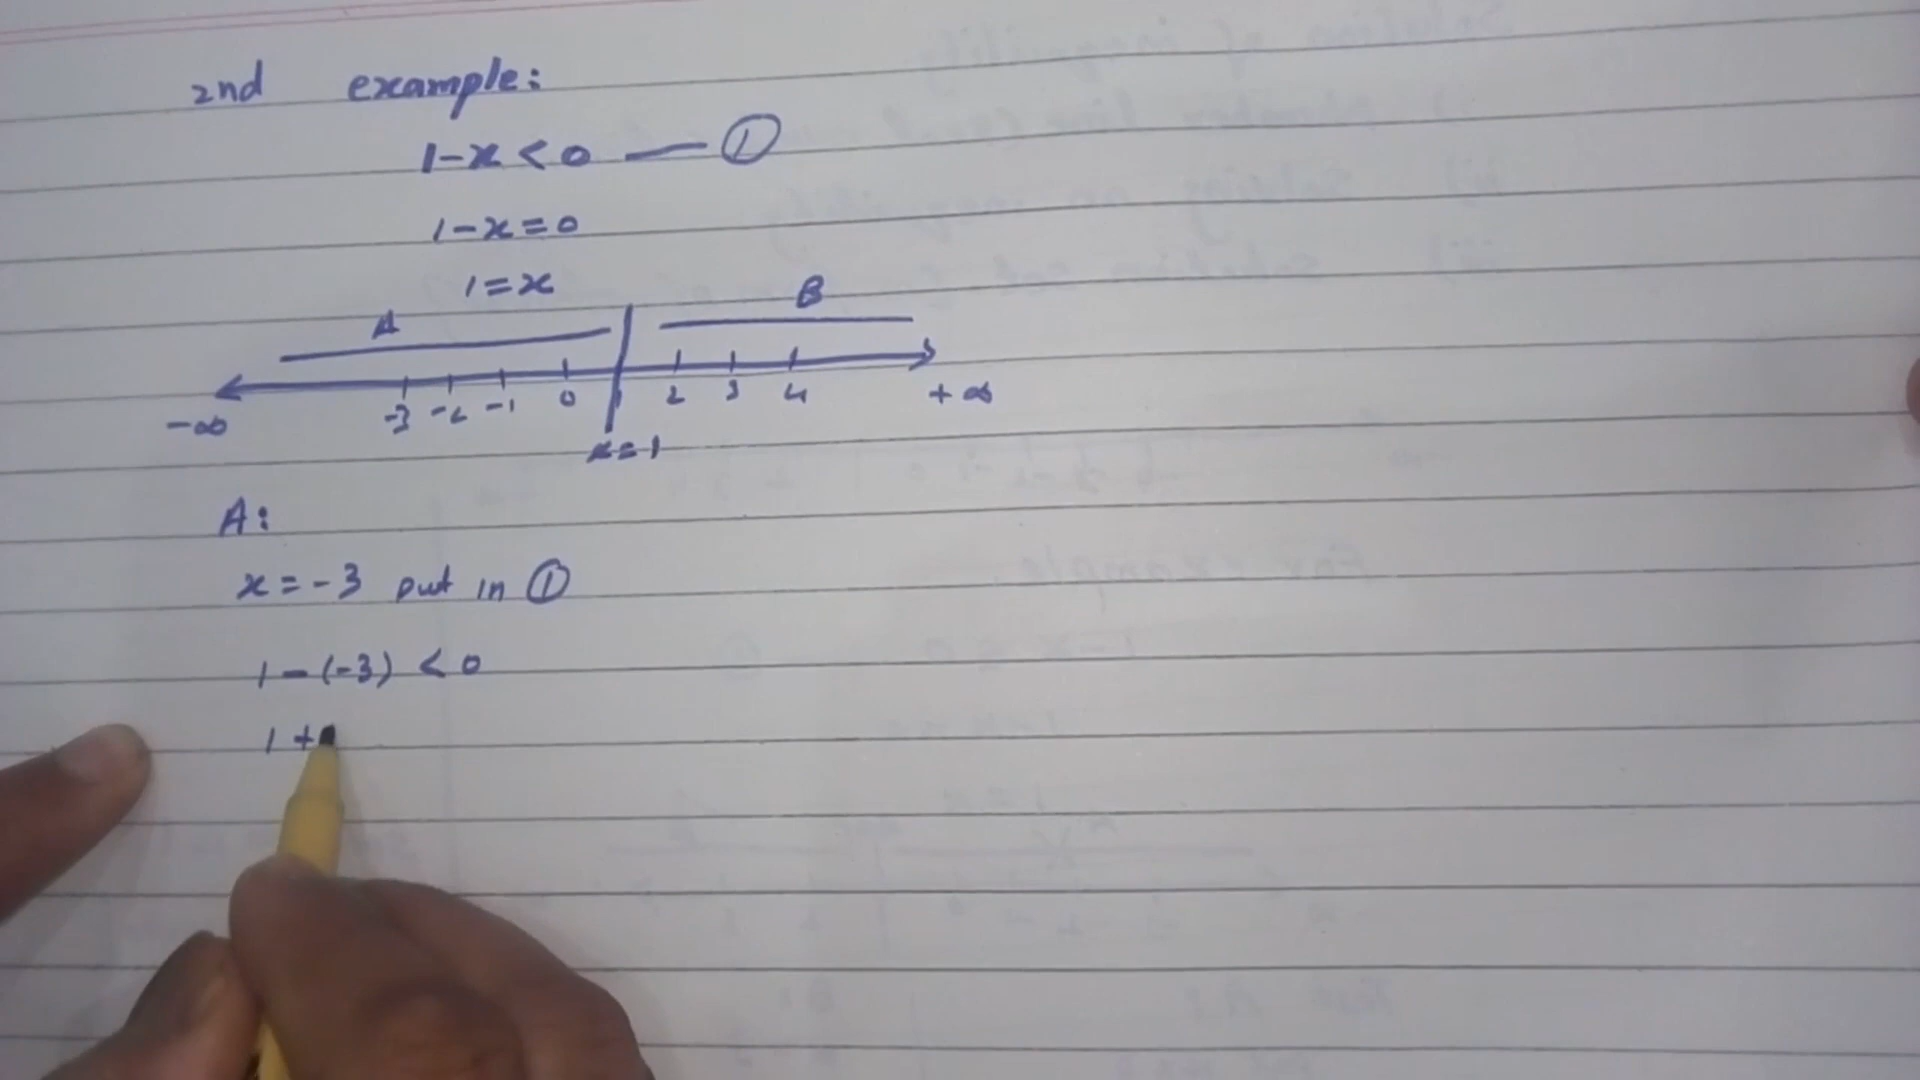 2nd example:
1-x<0 — ①
1-x=0
1=x
A B
-∞ -3 -2 -1 0 2 3 4 +∞
x=1
A:
x=-3 put in ①
1-(-3)<0
1+